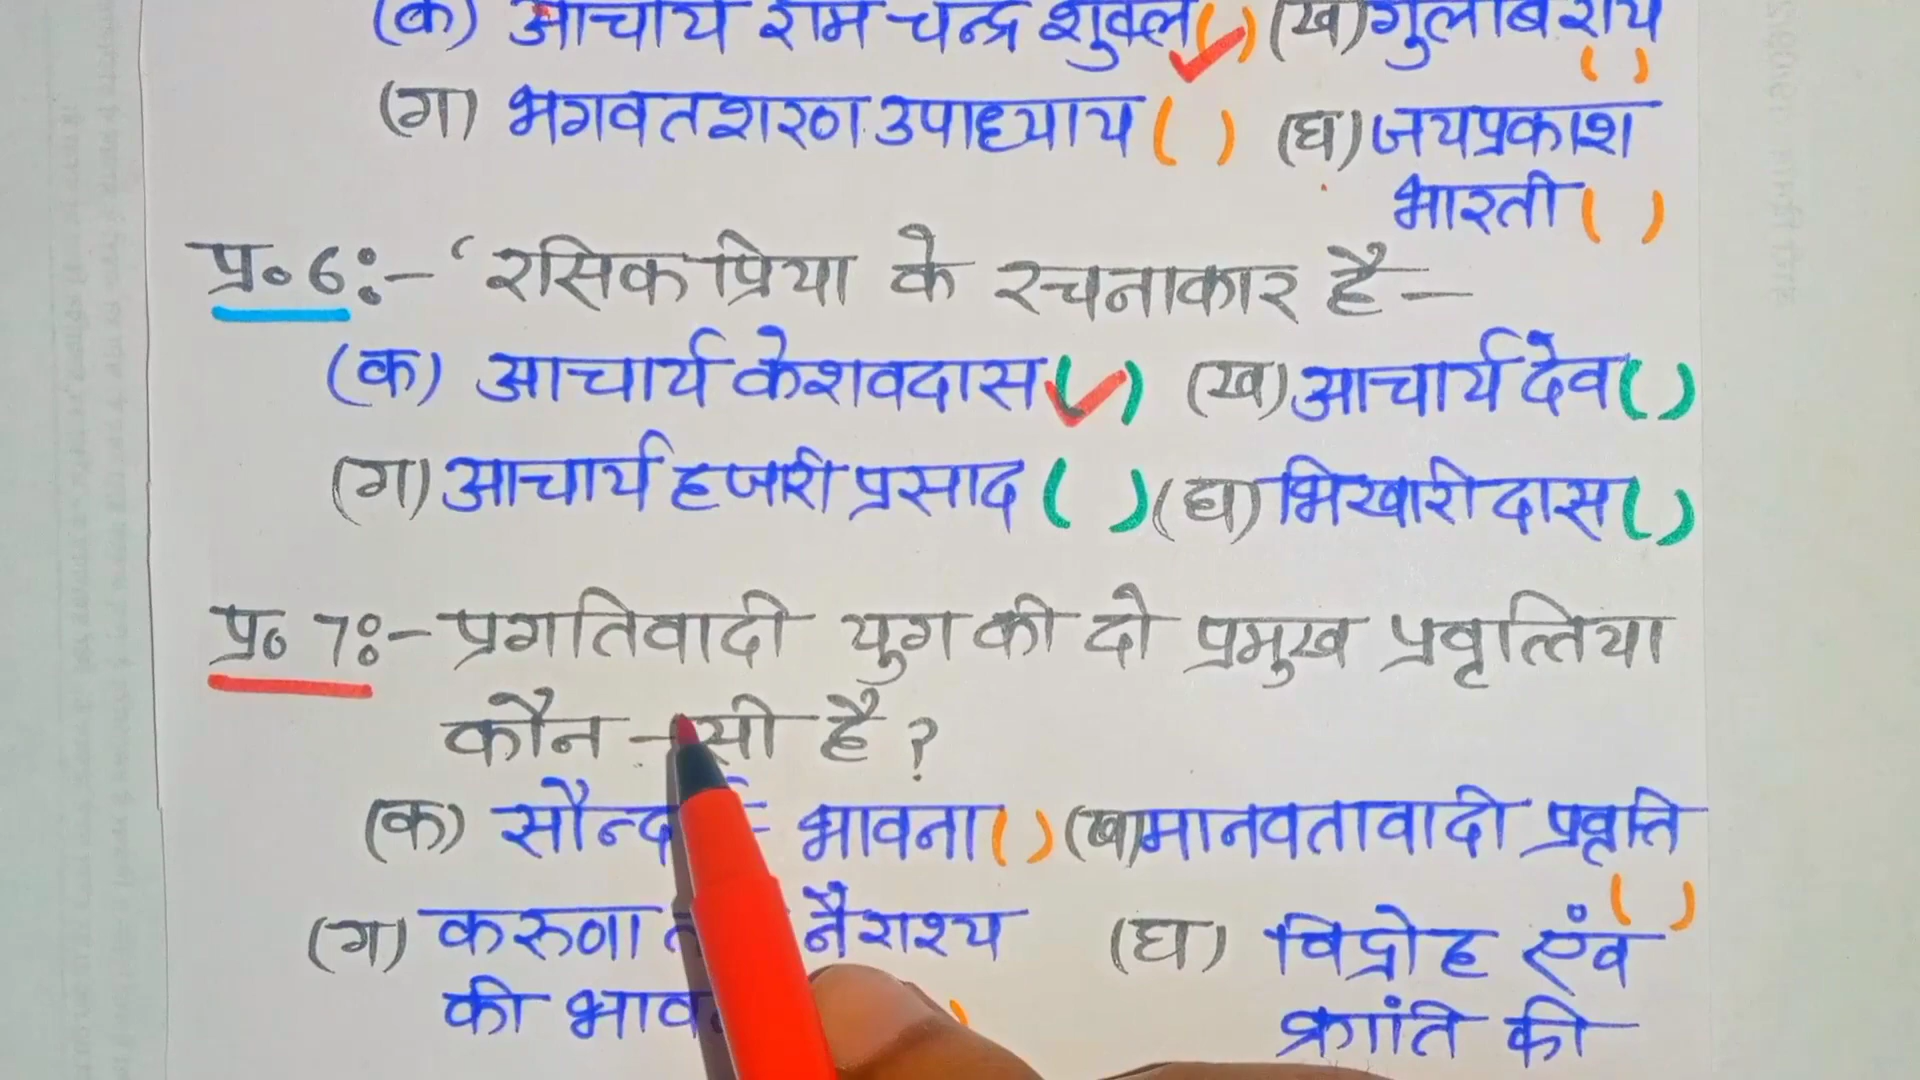 (क) आचार्य राम चन्द्र शुक्ल ( ) (ख) गुलाब राय ( )
(ग) भगवतशरण उपाध्याय ( ) (घ) जयप्रकाश
भारती ( )
प्र॰ 6:- ‘रसिक प्रिया के रचनाकार है –
(क) आचार्य केशवदास ( ) (ख) आचार्य देव ( )
(ग) आचार्य हजारी प्रसाद ( ) (घ) भिखारी दास ( )
प्र॰ 7:- प्रगतिवादी युग की दो प्रमुख प्रवृत्तिया
कौन - सी है ?
(क) भावना ( ) (ख) मानवतावादी प्रवृत्ति ( )
(ग) करुणा नैराश्य (घ) विद्रोह एंव
की क्रांति की